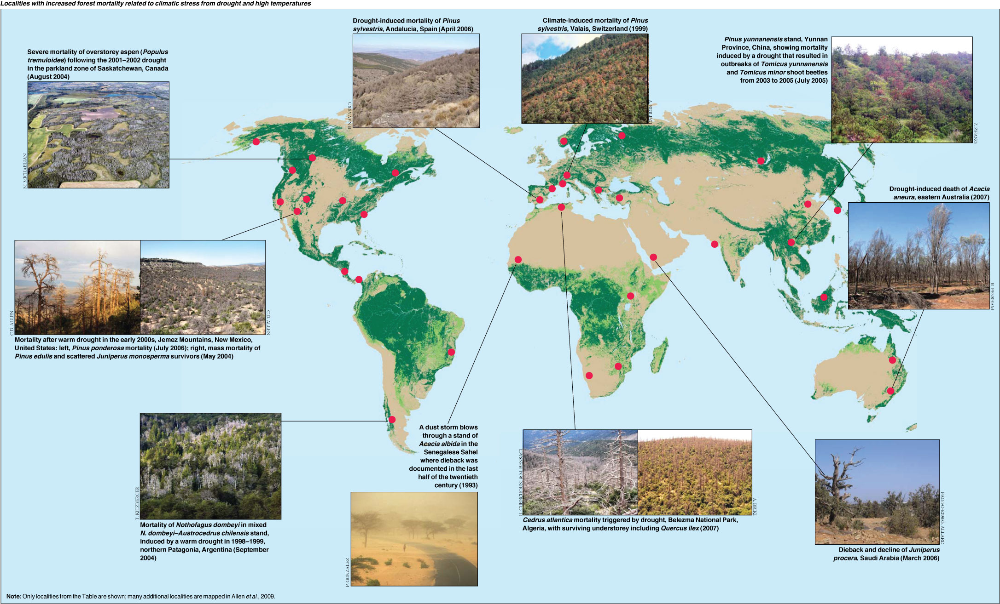 Localities with increased forest mortality related to climatic stress from drought and high temperatures
Drought-induced mortality of Pinus
sylvestris, Andalucia, Spain (April 2006)
R.NAVARRO
Climate-induced mortality of Pinus
sylvestris, Valais, Switzerland (1999)
A. RIGLING
Pinus yunnanensis stand, Yunnan
Province, China, showing mortality
induced by a drought that resulted in
outbreaks of Tomicus yunnanensis
and Tomicus minor shoot beetles
from 2003 to 2005 (July 2005)
Z. ZHANG
Severe mortality of overstorey aspen (Populus
tremuloides) following the 2001–2002 drought
in the parkland zone of Saskatchewan, Canada
(August 2004)
M. MICHAELIAN
Drought-induced death of Acacia
aneura, eastern Australia (2007)
R. FENSHAM
C.D. ALLEN
C.D. ALLEN
Mortality after warm drought in the early 2000s, Jemez Mountains, New Mexico,
United States: left, Pinus ponderosa mortality (July 2006); right, mass mortality of
Pinus edulis and scattered Juniperus monosperma survivors (May 2004)
T. KITZBERGER
Mortality of Nothofagus dombeyi in mixed
N. dombeyi–Austrocedrus chilensis stand,
induced by a warm drought in 1998–1999,
northern Patagonia, Argentina (September
2004)
A dust storm blows
through a stand of
Acacia albida in the
Senegalese Sahel
where dieback was
documented in the last
half of the twentieth
century (1993)
P. GONZALEZ
H. CHENCHOUNI & M. BENSACI
A. BRIKI
Cedrus atlantica mortality triggered by drought, Belezma National Park,
Algeria, with surviving understorey including Quercus ilex (2007)
FAO/FO-6298/G. ALLARD
Dieback and decline of Juniperus
procera, Saudi Arabia (March 2006)
Note: Only localities from the Table are shown; many additional localities are mapped in Allen et al., 2009.